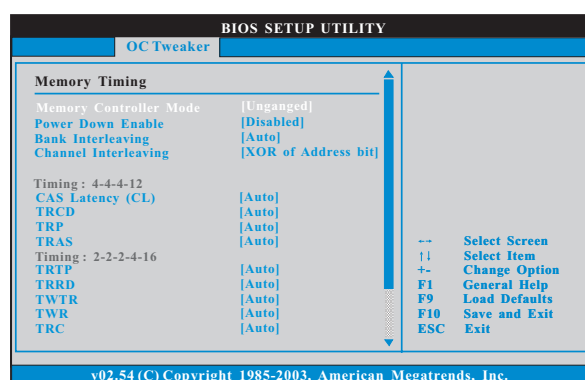 BIOS SETUP UTILITY
OC Tweaker
Memory Timing
Memory Controller Mode [Unganged]
Power Down Enable [Disabled]
Bank Interleaving [Auto]
Channel Interleaving [XOR of Address bit]
Timing : 4-4-4-12
CAS Latency (CL) [Auto]
TRCD [Auto]
TRP [Auto]
TRAS [Auto]
Timing : 2-2-2-4-16
TRTP [Auto]
TRRD [Auto]
TWTR [Auto]
TWR [Auto]
TRC [Auto]
←→ Select Screen
↑↓ Select Item
+- Change Option
F1 General Help
F9 Load Defaults
F10 Save and Exit
ESC Exit
v02.54 (C) Copyright 1985-2003, American Megatrends, Inc.